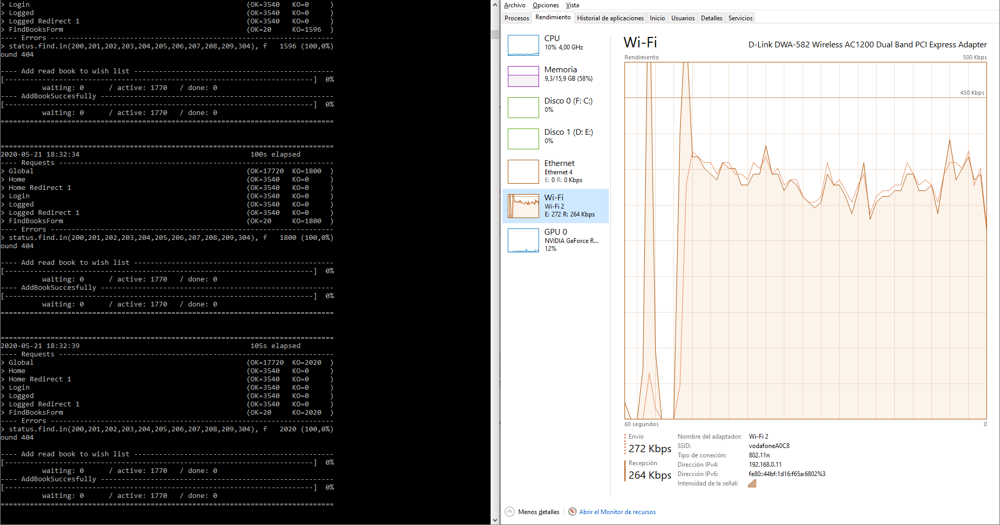 > Login (OK=3540 KO=0 )
> Logged (OK=3540 KO=0 )
> Logged Redirect 1 (OK=3540 KO=0 )
> FindBooksForm (OK=20 KO=1596 )
---- Errors --------------------------------------------------------------------
> status.find.in(200,201,202,203,204,205,206,207,208,209,304), f 1596 (100,0%)
ound 404
---- Add read book to wish list ------------------------------------------------
[--------------------------------------------------------------------------] 0%
waiting: 0 / active: 1770 / done: 0
---- AddBookSuccesfully --------------------------------------------------------
[--------------------------------------------------------------------------] 0%
waiting: 0 / active: 1770 / done: 0
================================================================================
================================================================================
2020-05-21 18:32:34 100s elapsed
---- Requests ------------------------------------------------------------------
> Global (OK=17720 KO=1800 )
> Home (OK=3540 KO=0 )
> Home Redirect 1 (OK=3540 KO=0 )
> Login (OK=3540 KO=0 )
> Logged (OK=3540 KO=0 )
> Logged Redirect 1 (OK=3540 KO=0 )
> FindBooksForm (OK=20 KO=1800 )
---- Errors --------------------------------------------------------------------
> status.find.in(200,201,202,203,204,205,206,207,208,209,304), f 1800 (100,0%)
ound 404
---- Add read book to wish list ------------------------------------------------
[--------------------------------------------------------------------------] 0%
waiting: 0 / active: 1770 / done: 0
---- AddBookSuccesfully --------------------------------------------------------
[--------------------------------------------------------------------------] 0%
waiting: 0 / active: 1770 / done: 0
================================================================================
================================================================================
2020-05-21 18:32:39 105s elapsed
---- Requests ------------------------------------------------------------------
> Global (OK=17720 KO=2020 )
> Home (OK=3540 KO=0 )
> Home Redirect 1 (OK=3540 KO=0 )
> Login (OK=3540 KO=0 )
> Logged (OK=3540 KO=0 )
> Logged Redirect 1 (OK=3540 KO=0 )
> FindBooksForm (OK=20 KO=2020 )
---- Errors --------------------------------------------------------------------
> status.find.in(200,201,202,203,204,205,206,207,208,209,304), f 2020 (100,0%)
ound 404
---- Add read book to wish list ------------------------------------------------
[--------------------------------------------------------------------------] 0%
waiting: 0 / active: 1770 / done: 0
---- AddBookSuccesfully --------------------------------------------------------
[--------------------------------------------------------------------------] 0%
waiting: 0 / active: 1770 / done: 0
================================================================================
Archivo Opciones Vista
Procesos Rendimiento Historial de aplicaciones Inicio Usuarios Detalles Servicios
CPU
10% 4,00 GHz
Memoria
9,3/15,9 GB (58%)
Disco 0 (F: C:)
0%
Disco 1 (D: E:)
0%
Ethernet
Ethernet 4
E: 0 R: 0 Kbps
Wi-Fi
Wi-Fi 2
E: 272 R: 264 Kbps
GPU 0
NVIDIA GeForce R...
12%
Wi-Fi D-Link DWA-582 Wireless AC1200 Dual Band PCI Express Adapter
Rendimiento 500 Kbps
450 Kbps
60 segundos 0
Envío
272 Kbps
Recepción
264 Kbps
Nombre del adaptador: Wi-Fi 2
SSID: vodafoneA0C8
Tipo de conexión: 802.11n
Dirección IPv4: 192.168.0.11
Dirección IPv6: fe80::44bf:1d16:f65a:6802%3
Intensidad de la señal:
Menos detalles Abrir el Monitor de recursos